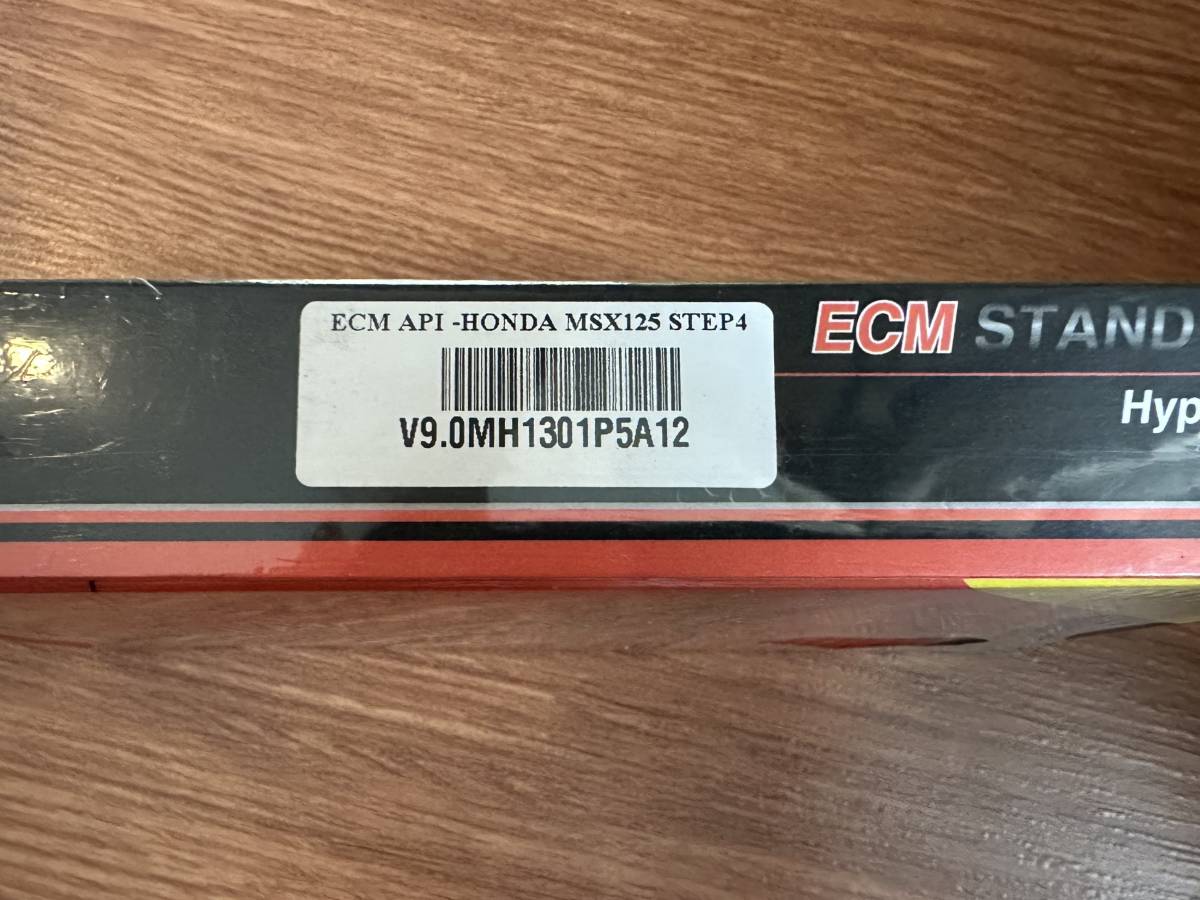 ECM API -HONDA MSX125 STEP4
V9.0MH1301P5A12
ECM STAND
Hyp